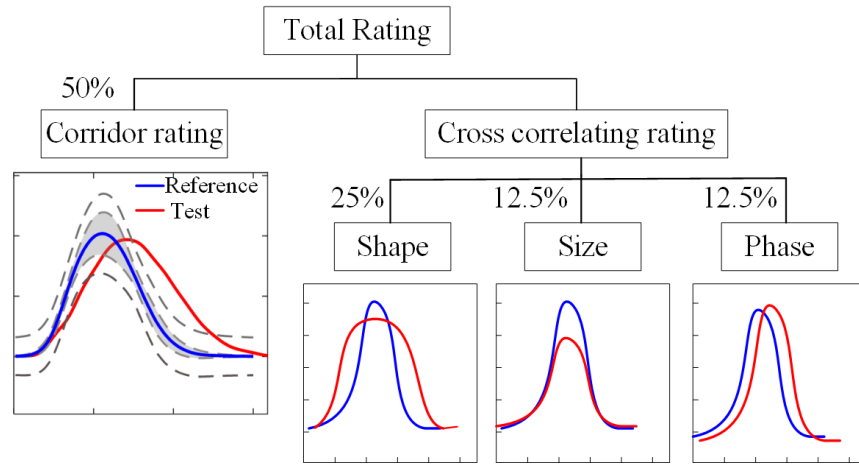 Total Rating
50%
Corridor rating
Cross correlating rating
Reference
Test
25%
12.5%
12.5%
Shape
Size
Phase